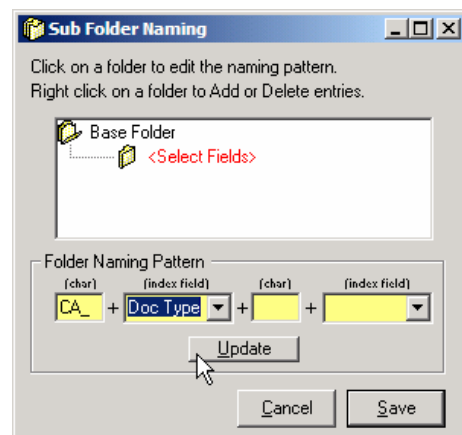 Sub Folder Naming
Click on a folder to edit the naming pattern.
Right click on a folder to Add or Delete entries.
Base Folder
<Select Fields>
Folder Naming Pattern
(char) (index field) (char) (index field)
CA_ + Doc Type + +
Update
Cancel Save